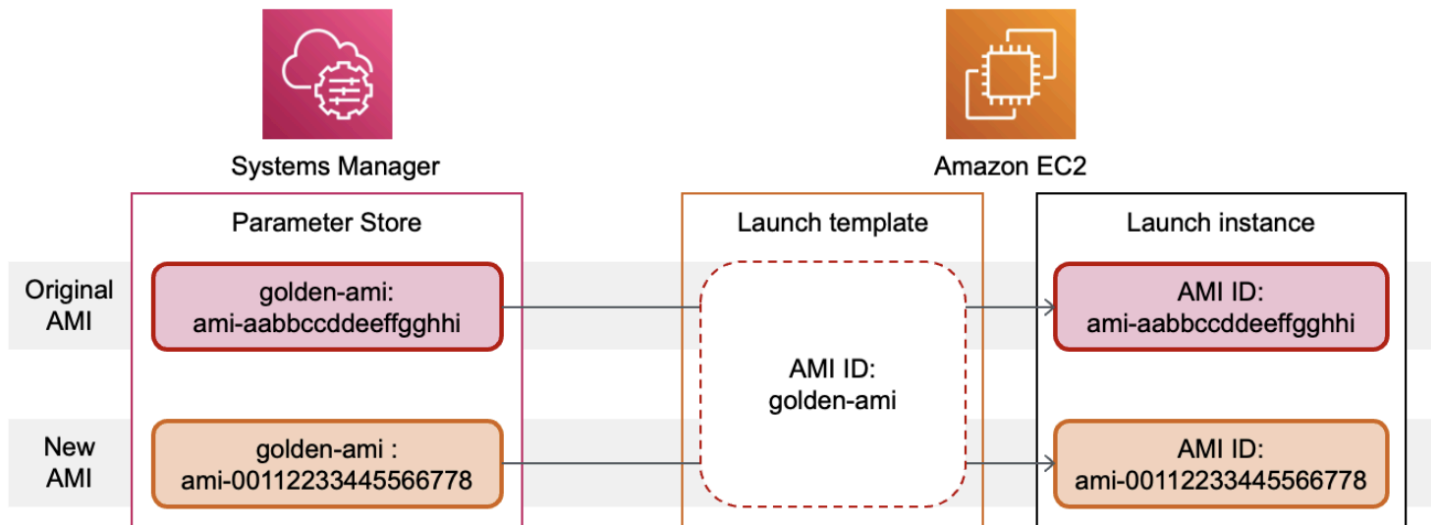 Systems Manager
Amazon EC2
Parameter Store
Launch template
Launch instance
Original
AMI
golden-ami:
ami-aabbccddeeffgghhi
AMI ID:
golden-ami
AMI ID:
ami-aabbccddeeffgghhi
New
AMI
golden-ami :
ami-00112233445566778
AMI ID:
ami-00112233445566778